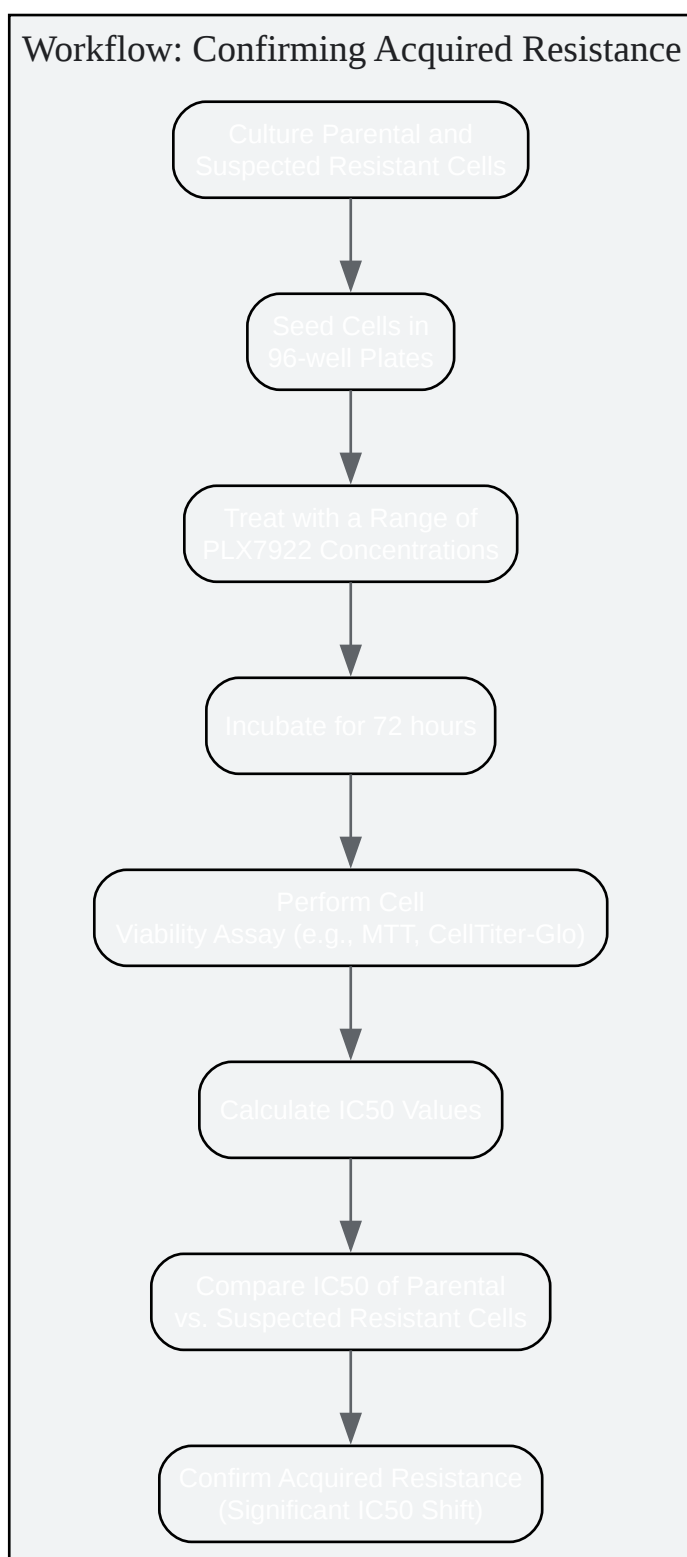 Workflow: Confirming Acquired Resistance
Culture Parental and
Suspected Resistant Cells
Seed Cells in
96-well Plates
Treat with a Range of
PLX7922 Concentrations
Incubate for 72 hours
Perform Cell
Viability Assay (e.g., MTT, CellTiter-Glo)
Calculate IC50 Values
Compare IC50 of Parental
vs. Suspected Resistant Cells
Confirm Acquired Resistance
(Significant IC50 Shift)